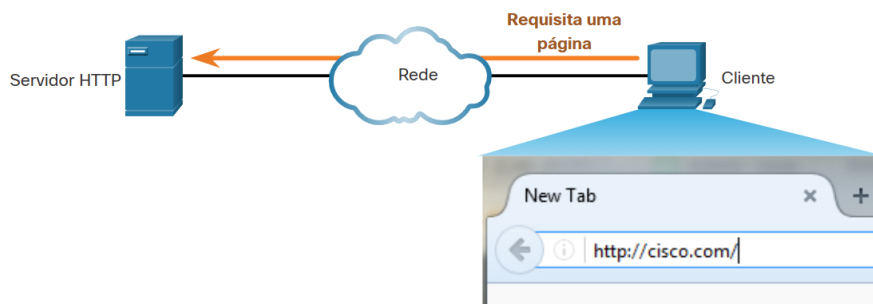 Requisita uma
página
Servidor HTTP
Rede
Cliente
New Tab
http://cisco.com/